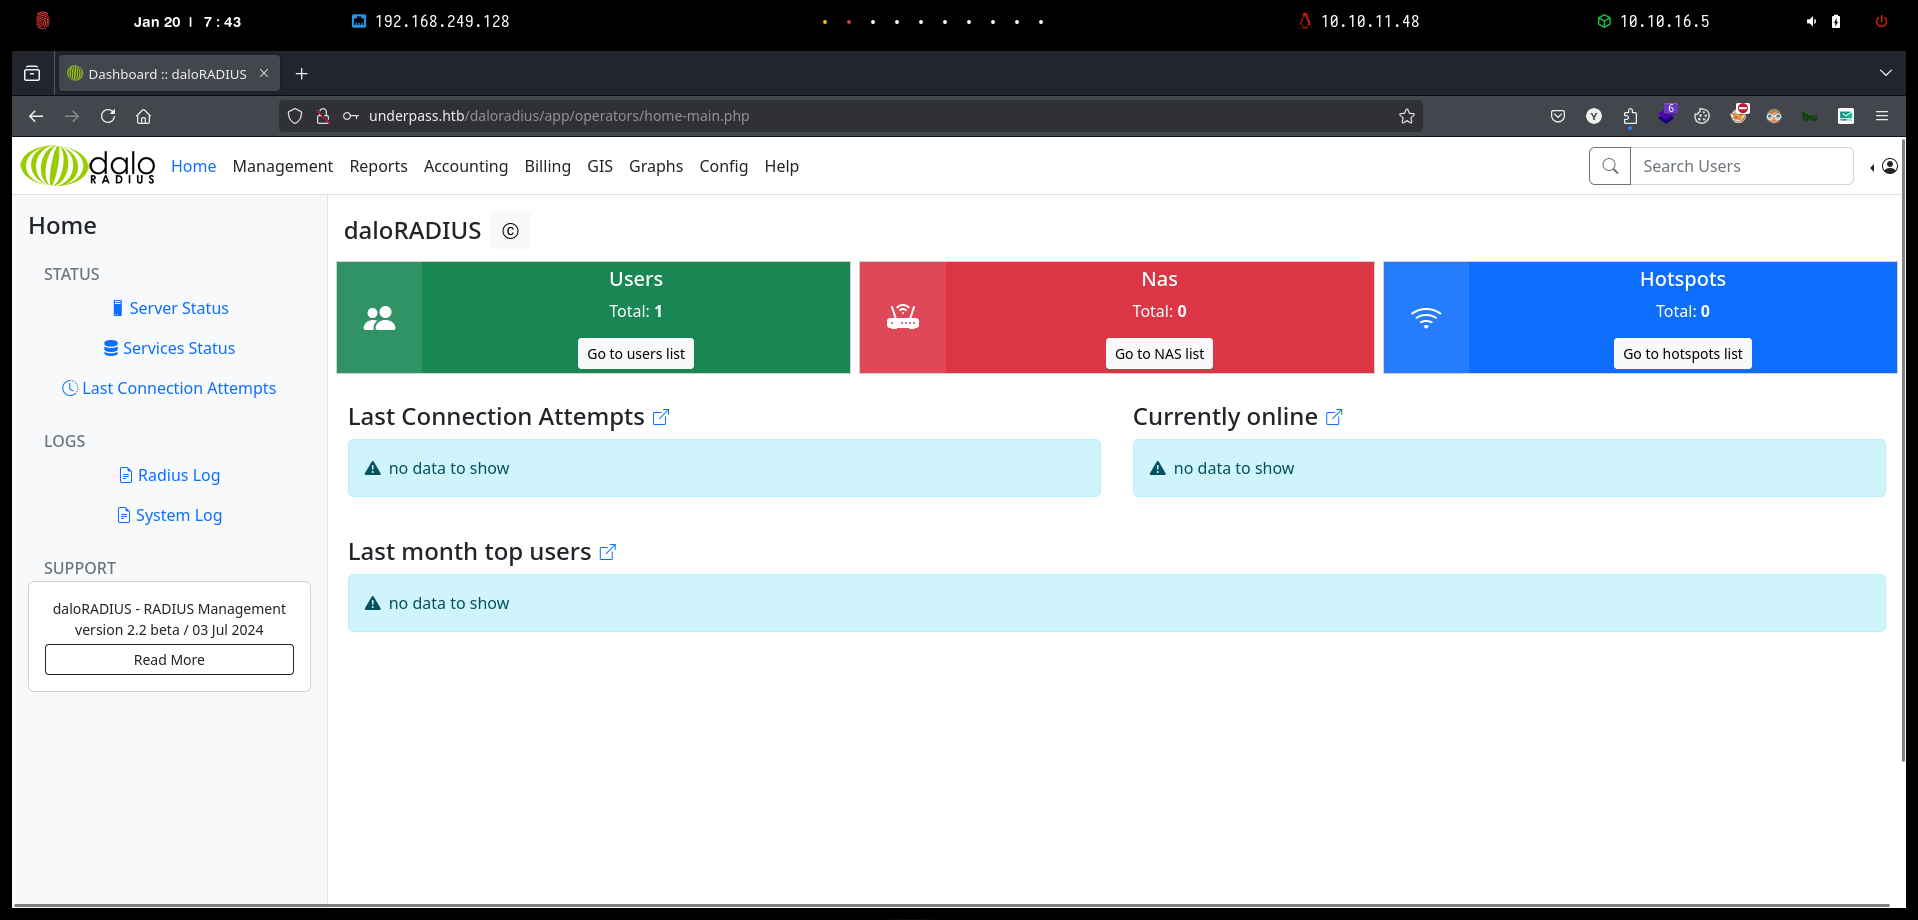 Jan 20 | 7:43 192.168.249.128 10.10.11.48 10.10.16.5
Dashboard :: daloRADIUS
underpass.htb/daloradius/app/operators/home-main.php
Y 6 bw
dalo RADIUS Home Management Reports Accounting Billing GIS Graphs Config Help Search Users
Home
daloRADIUS ©
STATUS
Server Status
Services Status
Last Connection Attempts
LOGS
Radius Log
System Log
SUPPORT
daloRADIUS - RADIUS Management
version 2.2 beta / 03 Jul 2024
Read More
Users
Total: 1
Go to users list
Nas
Total: 0
Go to NAS list
Hotspots
Total: 0
Go to hotspots list
Last Connection Attempts
no data to show
Currently online
no data to show
Last month top users
no data to show